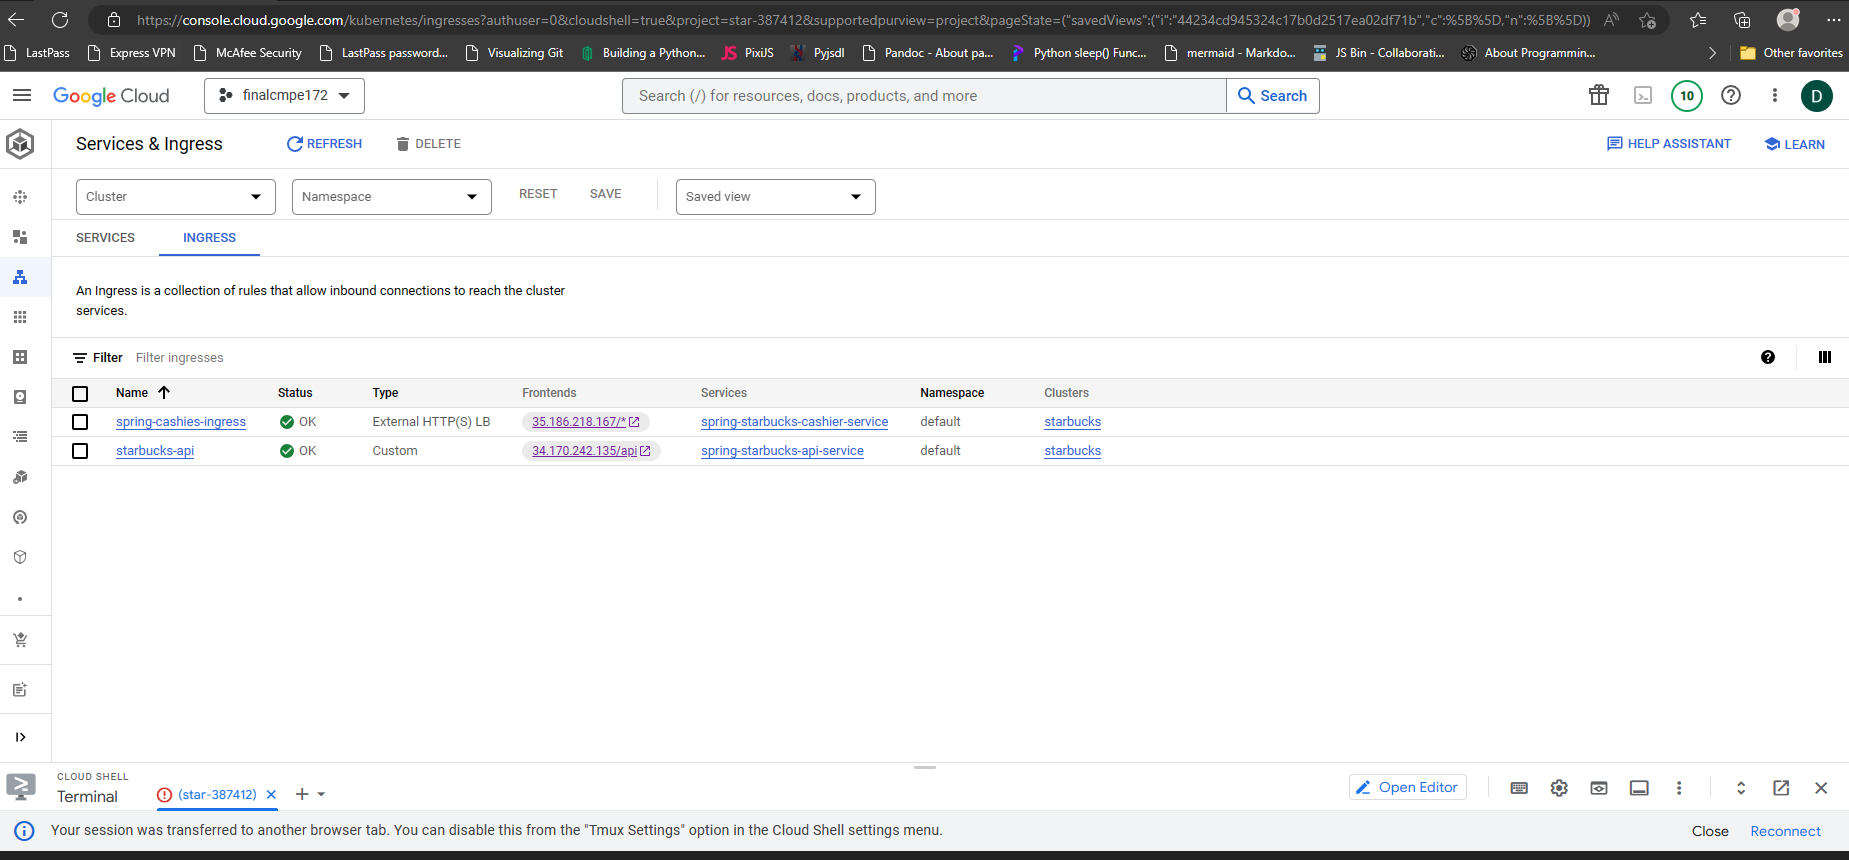 https://console.cloud.google.com/kubernetes/ingresses?authuser=0&cloudshell=true&project=star-387412&supportedpurview=project&pageState=("savedViews":("i":"44234cd945324c17b0d2517ea02df71b","c":%5B%5D,"n":%5B%5D))
LastPass Express VPN McAfee Security LastPass password... Visualizing Git Building a Python... JS PixiJS Pyjsdl Pandoc - About pa... Python sleep() Func... mermaid - Markdo... JS Bin - Collaborati... About Programmin... Other favorites
Google Cloud finalcmpe172 Search (/) for resources, docs, products, and more Search 10 D
Services & Ingress REFRESH DELETE HELP ASSISTANT LEARN
Cluster Namespace RESET SAVE Saved view
SERVICES INGRESS
An Ingress is a collection of rules that allow inbound connections to reach the cluster
services.
Filter Filter ingresses
Name Status Type Frontends Services Namespace Clusters
spring-cashies-ingress OK External HTTP(S) LB 35.186.218.167/* spring-starbucks-cashier-service default starbucks
starbucks-api OK Custom 34.170.242.135/api spring-starbucks-api-service default starbucks
CLOUD SHELL
Terminal (star-387412) Open Editor
Your session was transferred to another browser tab. You can disable this from the "Tmux Settings" option in the Cloud Shell settings menu. Close Reconnect